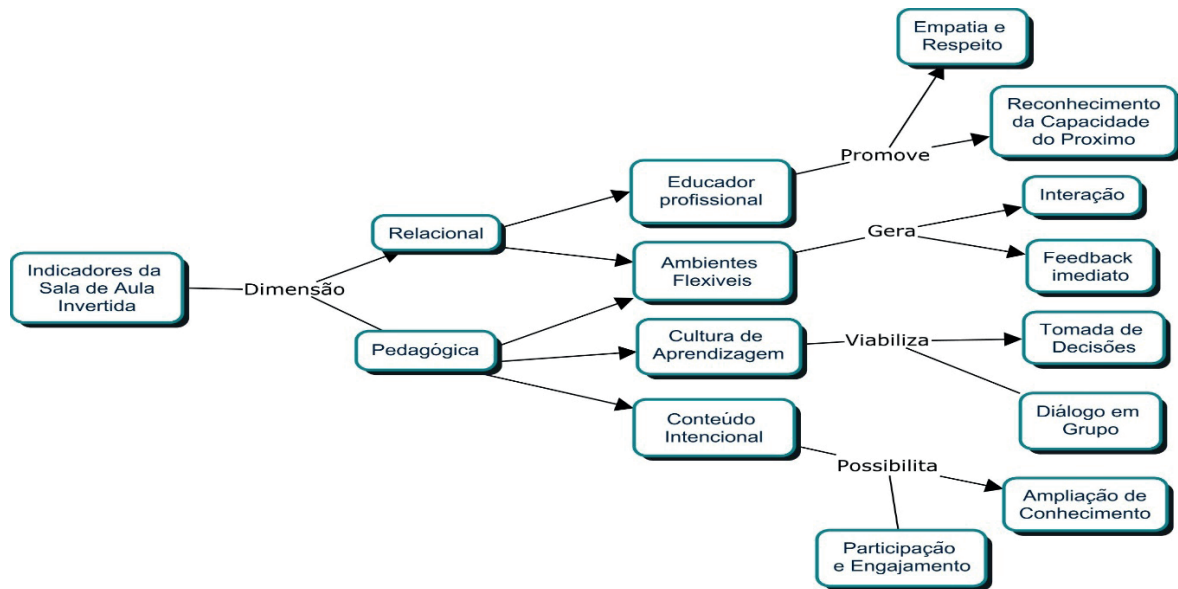 Empatia e
Respeito
Reconhecimento
da Capacidade
do Proximo
Promove
Educador
profissional
Interação
Relacional
Gera
Ambientes
Flexiveis
Feedback
imediato
Indicadores da
Sala de Aula
Invertida
Dimensão
Pedagógica
Cultura de
Aprendizagem
Viabiliza
Tomada de
Decisões
Diálogo em
Grupo
Conteúdo
Intencional
Possibilita
Ampliação de
Conhecimento
Participação
e Engajamento